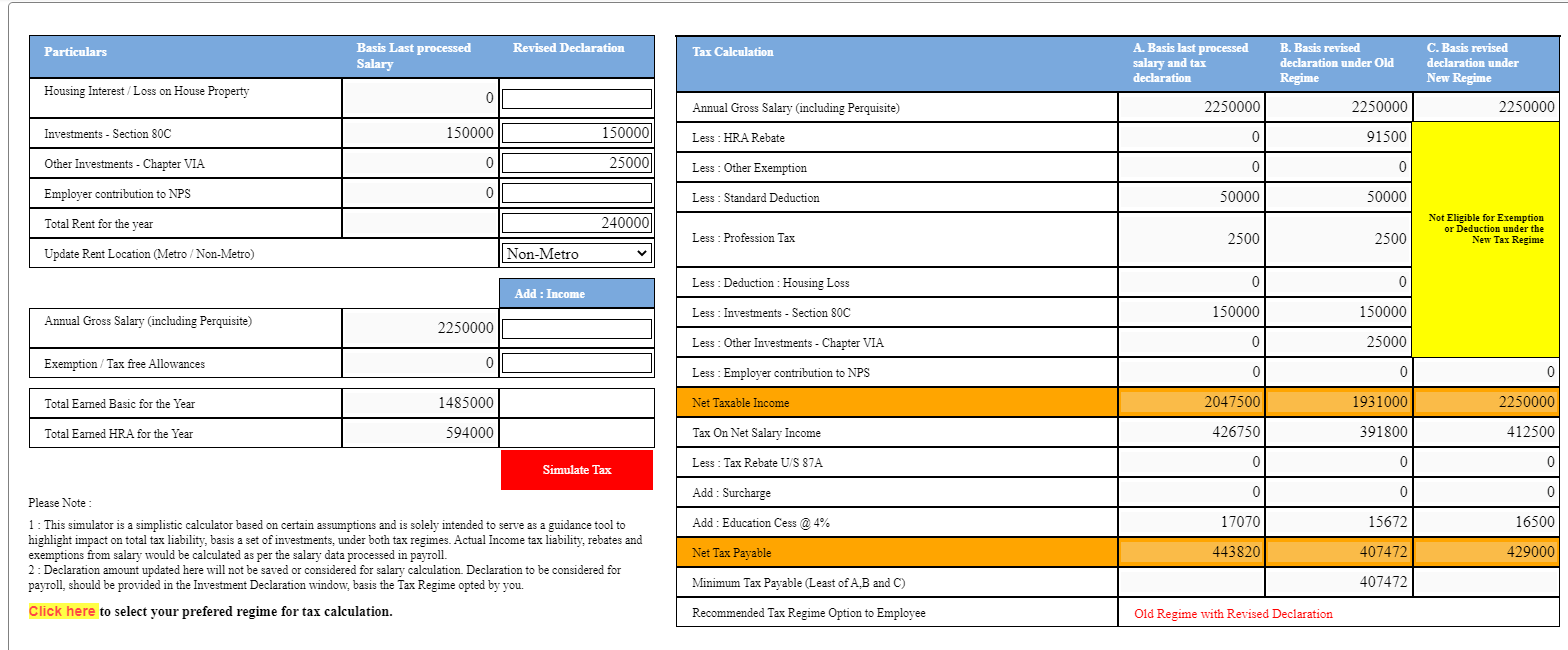 Particulars Basis Last processed Salary Revised Declaration
Housing Interest / Loss on House Property 0
Investments - Section 80C 150000 150000
Other Investments - Chapter VIA 0 25000
Employer contribution to NPS 0
Total Rent for the year 240000
Update Rent Location (Metro / Non-Metro) Non-Metro
Add : Income
Annual Gross Salary (including Perquisite) 2250000
Exemption / Tax free Allowances 0
Total Earned Basic for the Year 1485000
Total Earned HRA for the Year 594000
Simulate Tax
Please Note :
1 : This simulator is a simplistic calculator based on certain assumptions and is solely intended to serve as a guidance tool to
highlight impact on total tax liability, basis a set of investments, under both tax regimes. Actual Income tax liability, rebates and
exemptions from salary would be calculated as per the salary data processed in payroll.
2 : Declaration amount updated here will not be saved or considered for salary calculation. Declaration to be considered for
payroll, should be provided in the Investment Declaration window, basis the Tax Regime opted by you.
Click here to select your prefered regime for tax calculation.
Tax Calculation A. Basis last processed salary and tax declaration B. Basis revised declaration under Old Regime C. Basis revised declaration under New Regime
Annual Gross Salary (including Perquisite) 2250000 2250000 2250000
Less : HRA Rebate 0 91500
Less : Other Exemption 0 0
Less : Standard Deduction 50000 50000
Not Eligible for Exemption
or Deduction under the
New Tax Regime
Less : Profession Tax 2500 2500
Less : Deduction : Housing Loss 0 0
Less : Investments - Section 80C 150000 150000
Less : Other Investments - Chapter VIA 0 25000
Less : Employer contribution to NPS 0 0 0
Net Taxable Income 2047500 1931000 2250000
Tax On Net Salary Income 426750 391800 412500
Less : Tax Rebate U/S 87A 0 0 0
Add : Surcharge 0 0 0
Add : Education Cess @ 4% 17070 15672 16500
Net Tax Payable 443820 407472 429000
Minimum Tax Payable (Least of A,B and C) 407472
Recommended Tax Regime Option to Employee Old Regime with Revised Declaration